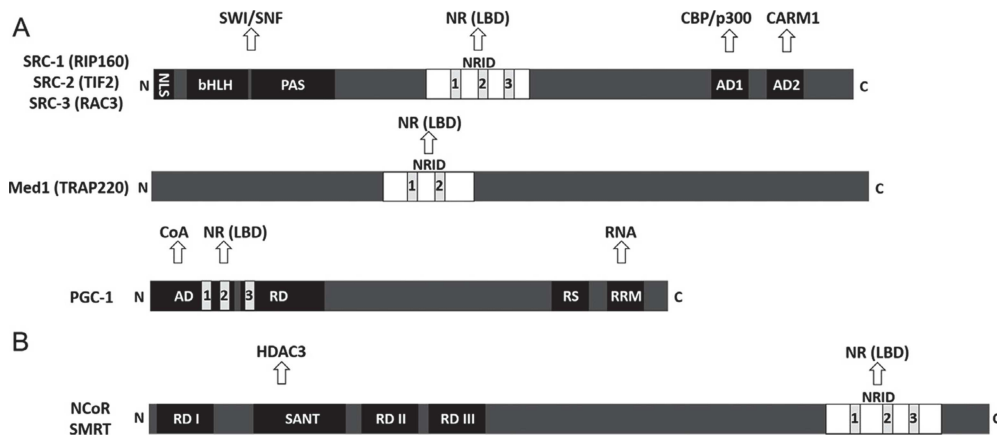 A
SWI/SNF NR (LBD) CBP/p300 CARM1
SRC-1 (RIP160)
SRC-2 (TIF2)
SRC-3 (RAC3)
NRID
N NLS bHLH PAS 1 2 3 AD1 AD2 C
NR (LBD)
NRID
Med1 (TRAP220) N 1 2 C
CoA NR (LBD) RNA
PGC-1 N AD 1 2 3 RD RS RRM C
B
HDAC3 NR (LBD)
NRID
NCoR
SMRT
N RD I SANT RD II RD III 1 2 3 C